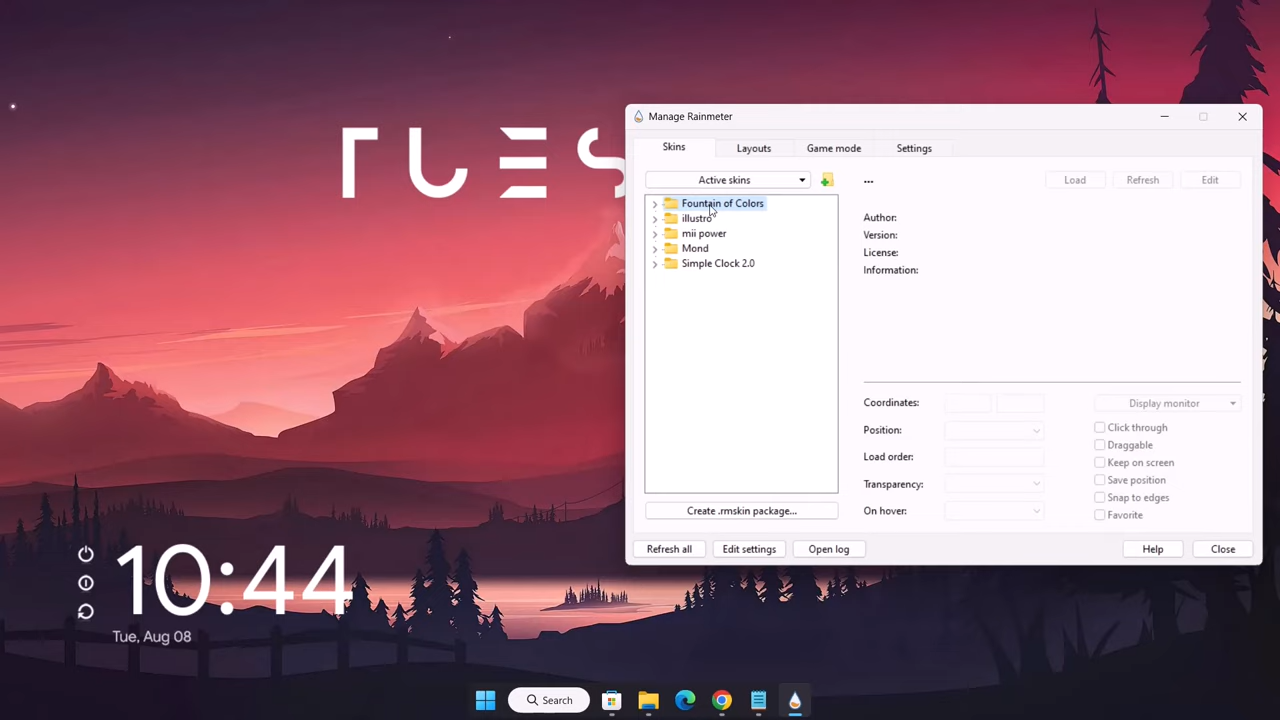 TUES
10:44
Tue, Aug 08
Manage Rainmeter
Skins
Layouts
Game mode
Settings
Active skins
...
Load
Refresh
Edit
Fountain of Colors
illustro
mii power
Mond
Simple Clock 2.0
Author:
Version:
License:
Information:
Coordinates:
Display monitor
Position:
Load order:
Transparency:
On hover:
Click through
Draggable
Keep on screen
Save position
Snap to edges
Favorite
Create .rmskin package...
Refresh all
Edit settings
Open log
Help
Close
Search